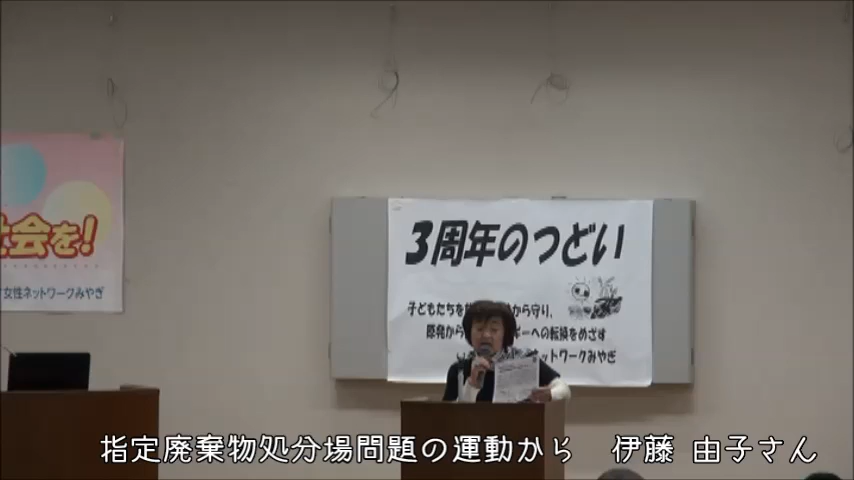 社会を!
女性ネットワークみやぎ
3周年のつどい
子どもたちを から守り、
原発から ギーへの転換をめざす
い ネットワークみやぎ
指定廃棄物処分場問題の運動から 伊藤 由子さん